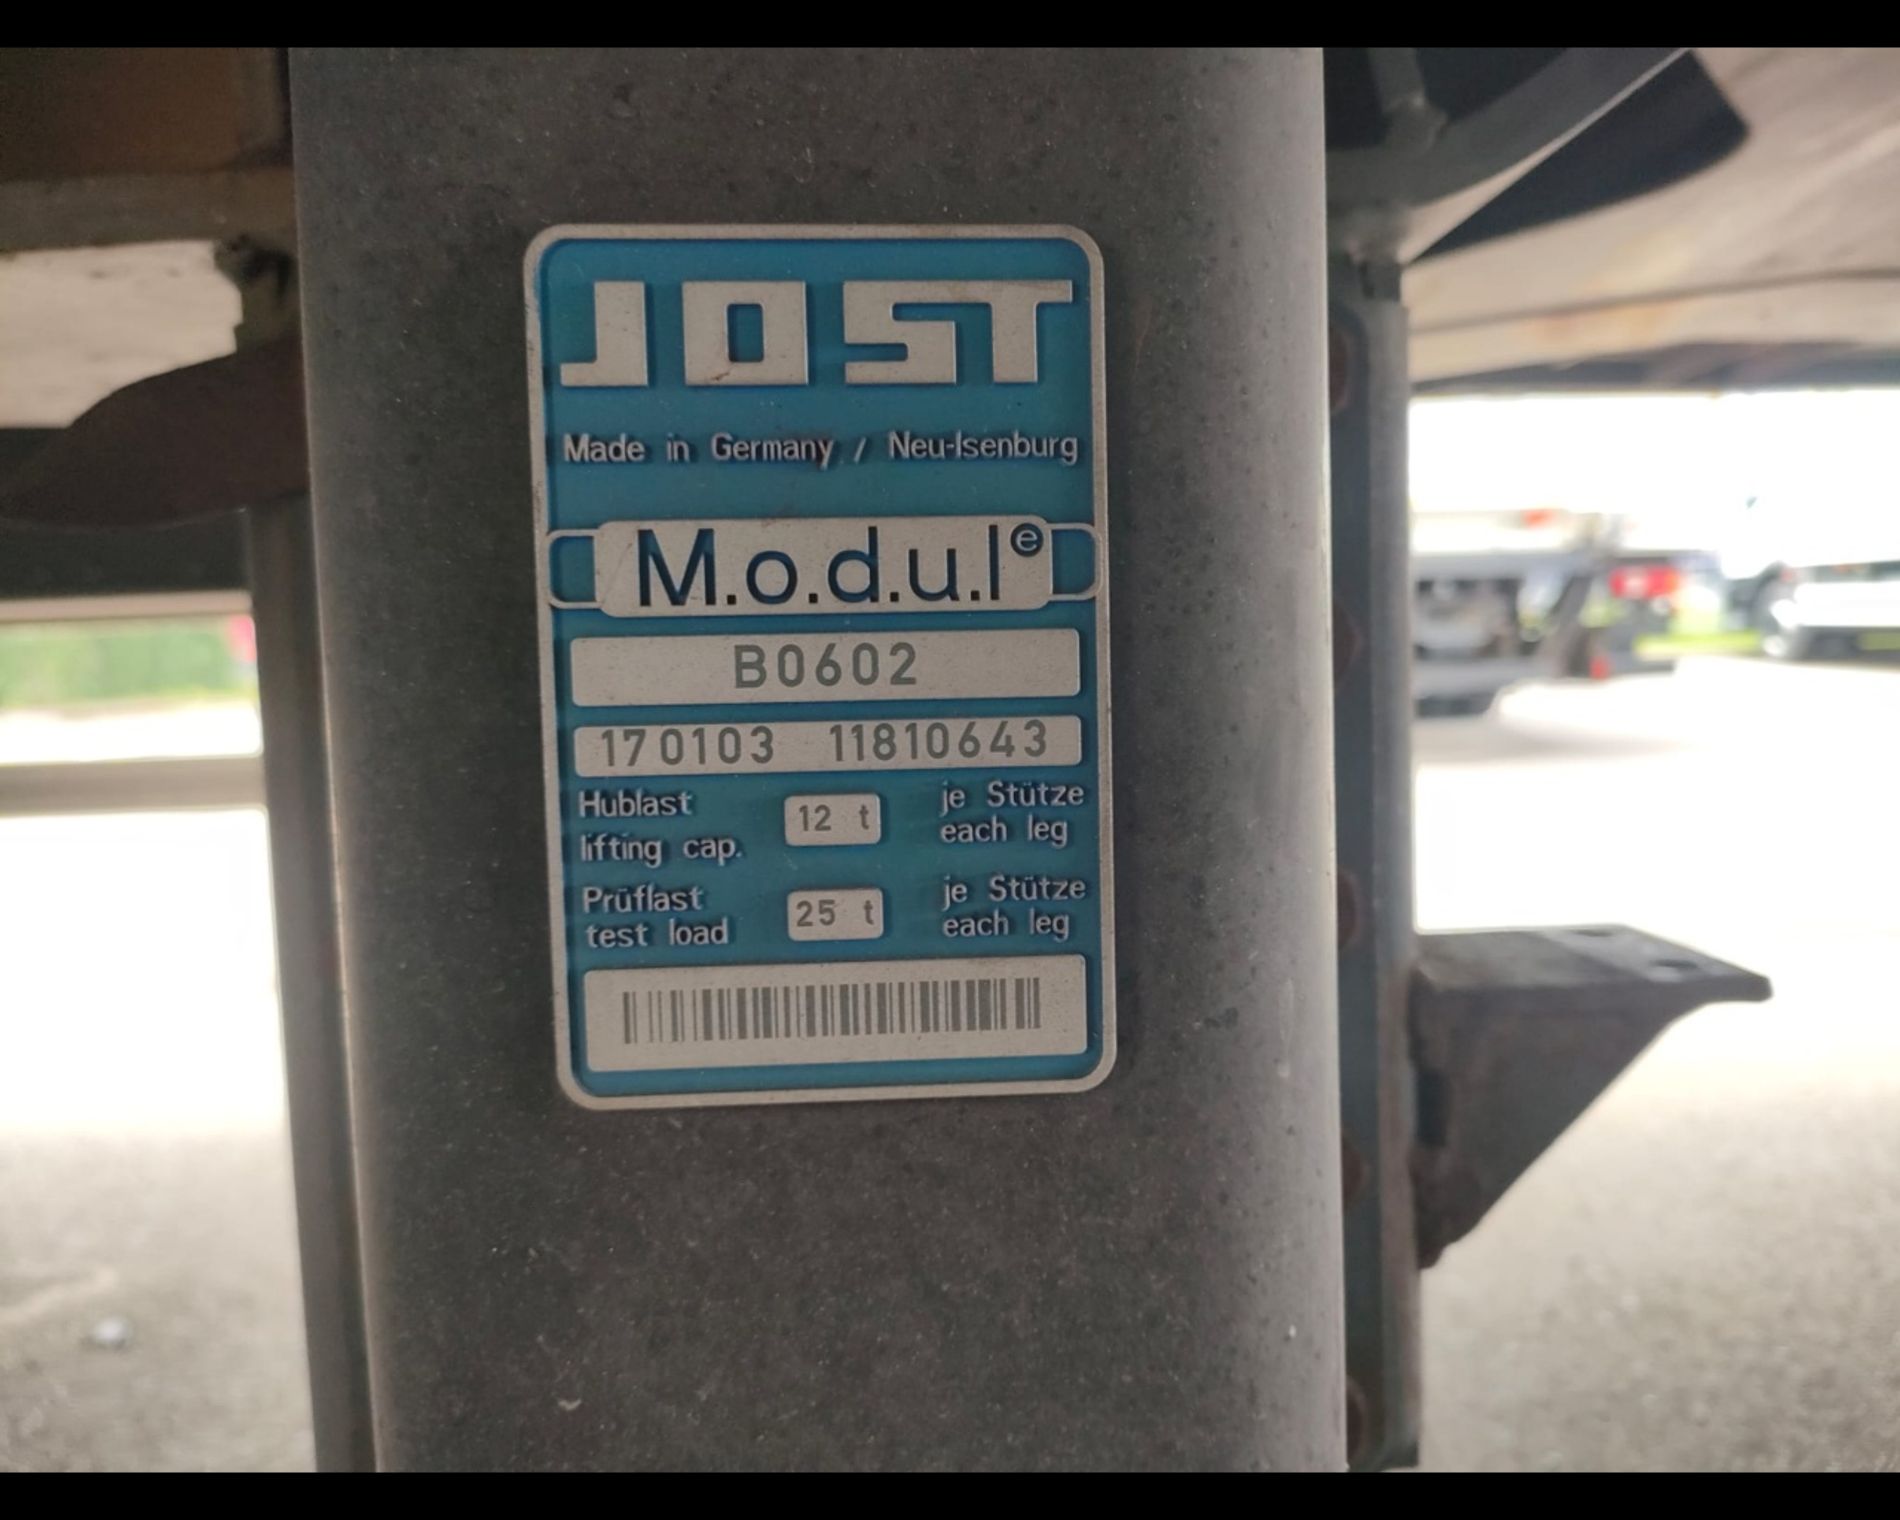 JOST
Made in Germany / Neu-Isenburg
M.o.d.u.l e
B0602
170103 11810643
Hublast 12 t je Stütze
lifting cap. each leg
Prüflast 25 t je Stütze
test load each leg